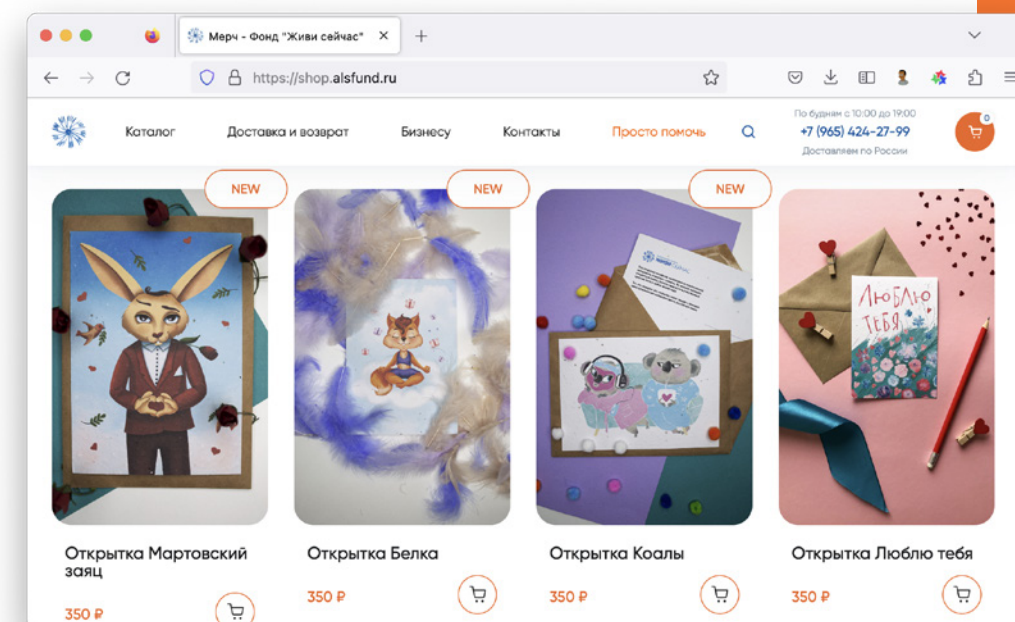 Мерч - Фонд "Живи сейчас"
https://shop.alsfund.ru
Каталог
Доставка и возврат
Бизнесу
Контакты
Просто помочь
По будням с 10:00 до 19:00
+7 (965) 424-27-99
Доставляем по России
0
NEW
NEW
NEW
ЛЮБЛЮ
ТЕБЯ
Открытка Мартовский
заяц
350 ₽
Открытка Белка
350 ₽
Открытка Коалы
350 ₽
Открытка Люблю тебя
350 ₽